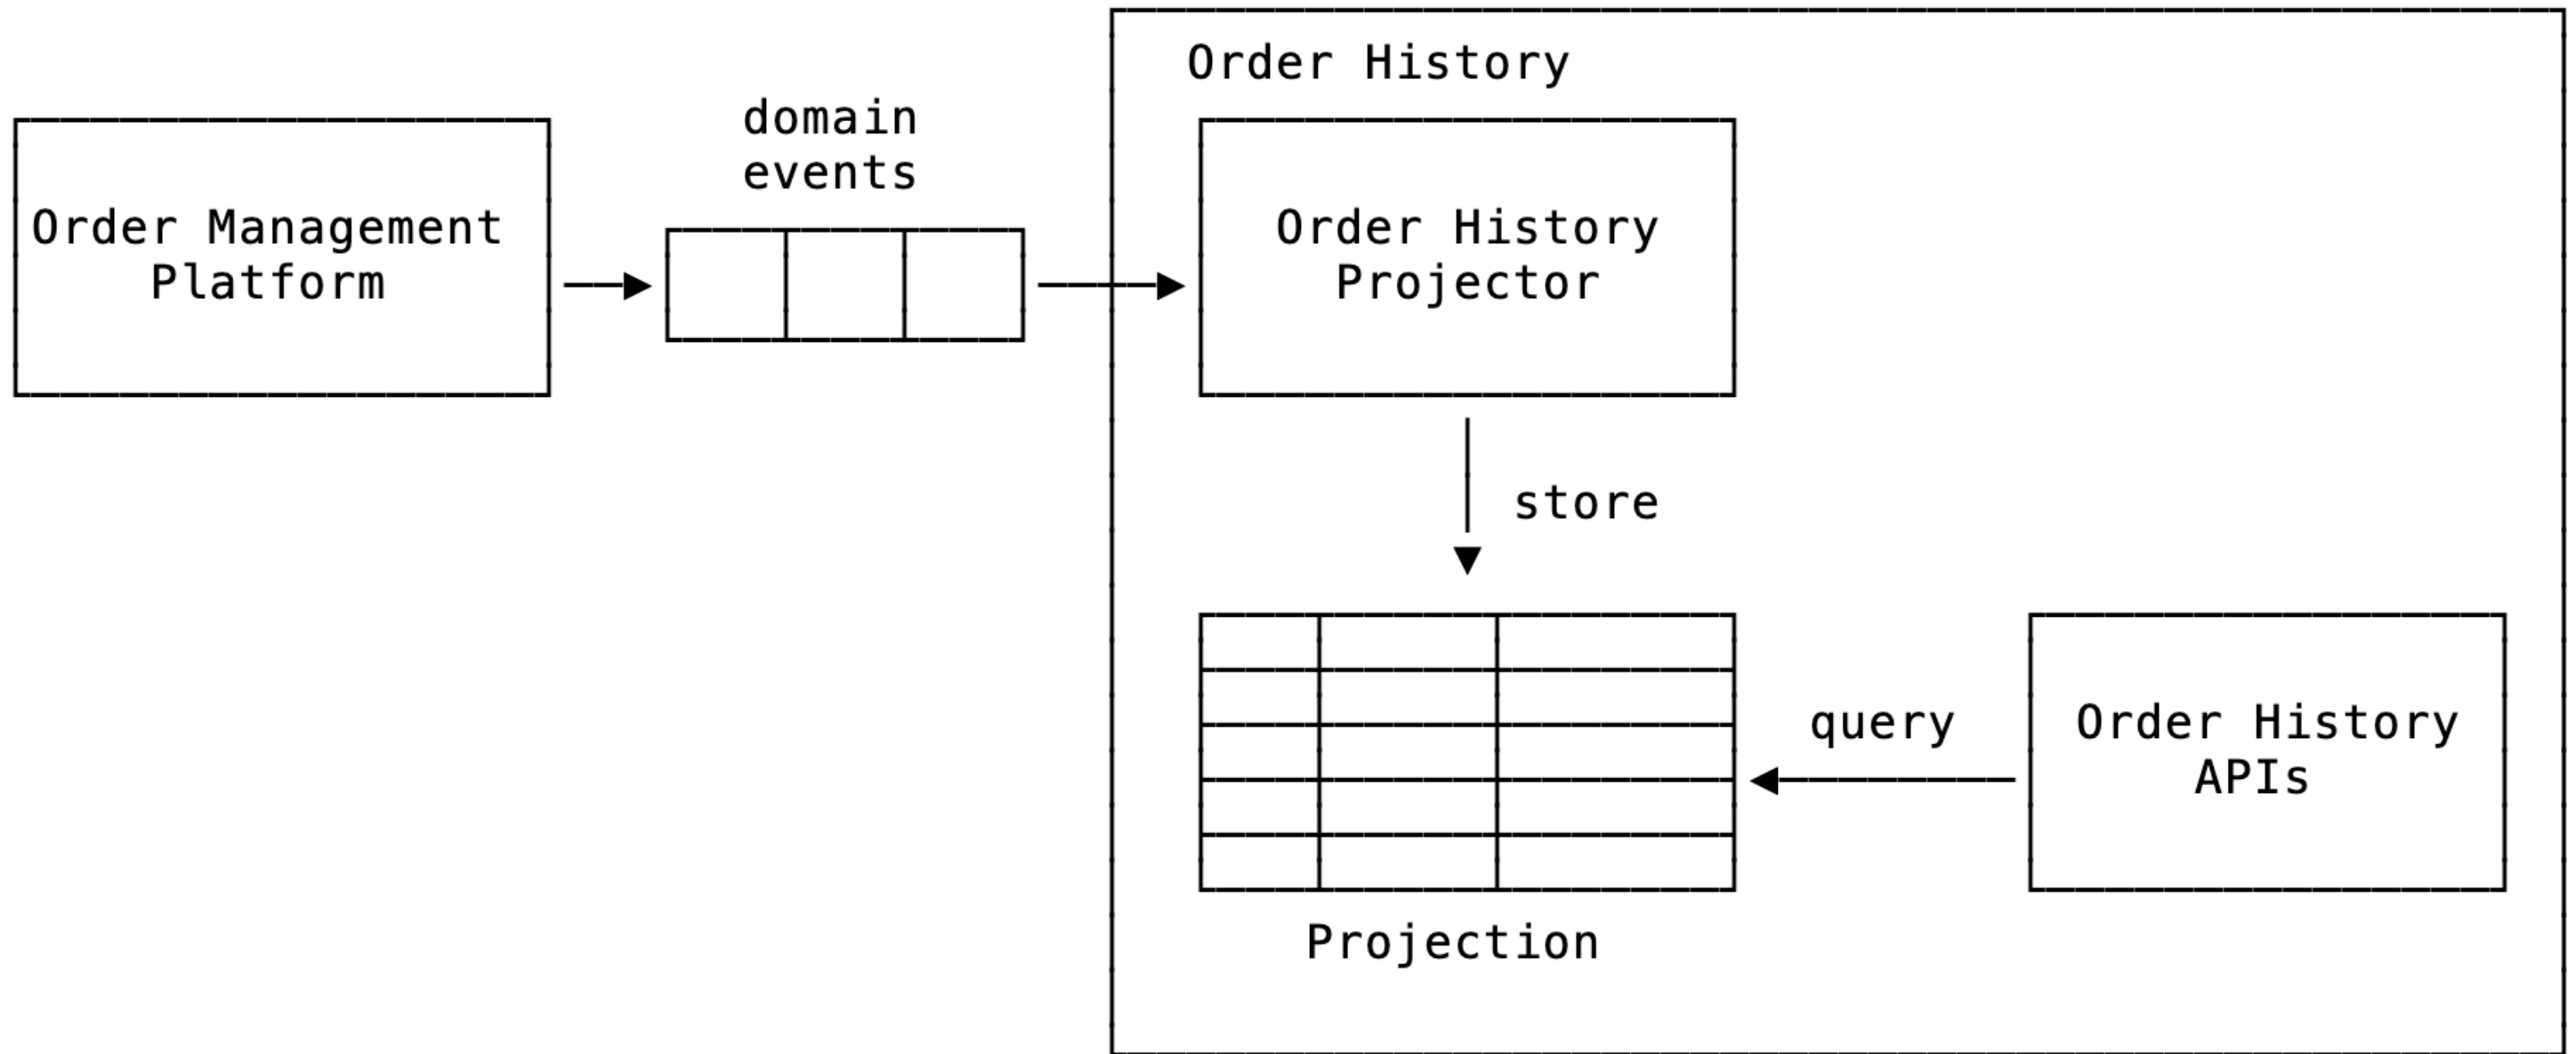 Order History
domain
events
Order Management
Platform
Order History
Projector
store
query
Order History
APIs
Projection